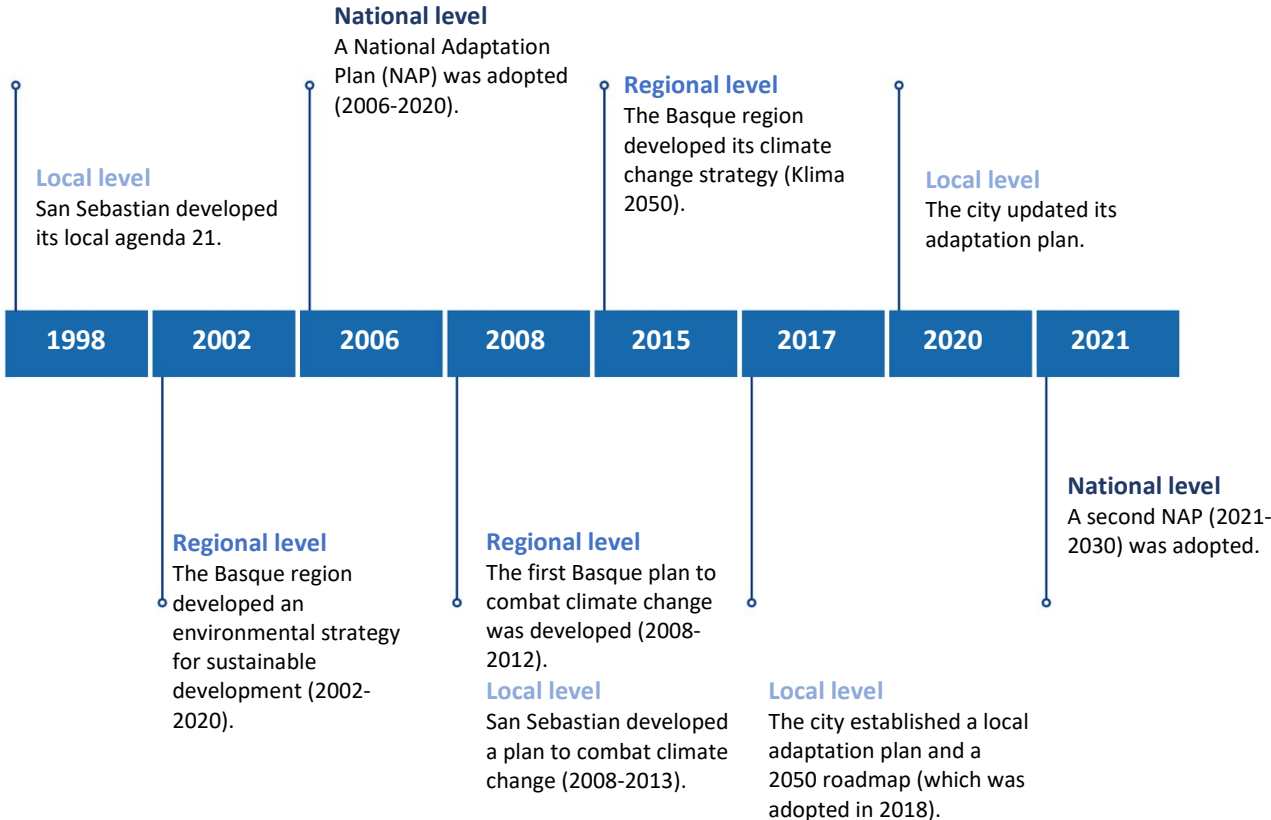 National level
A National Adaptation
Plan (NAP) was adopted
(2006-2020).
Regional level
The Basque region
developed its climate
change strategy (Klima
2050).
Local level
San Sebastian developed
its local agenda 21.
Local level
The city updated its
adaptation plan.
1998 2002 2006 2008 2015 2017 2020 2021
National level
A second NAP (2021-
2030) was adopted.
Regional level
The Basque region
developed an
environmental strategy
for sustainable
development (2002-
2020).
Regional level
The first Basque plan to
combat climate change
was developed (2008-
2012).
Local level
San Sebastian developed
a plan to combat climate
change (2008-2013).
Local level
The city established a local
adaptation plan and a
2050 roadmap (which was
adopted in 2018).